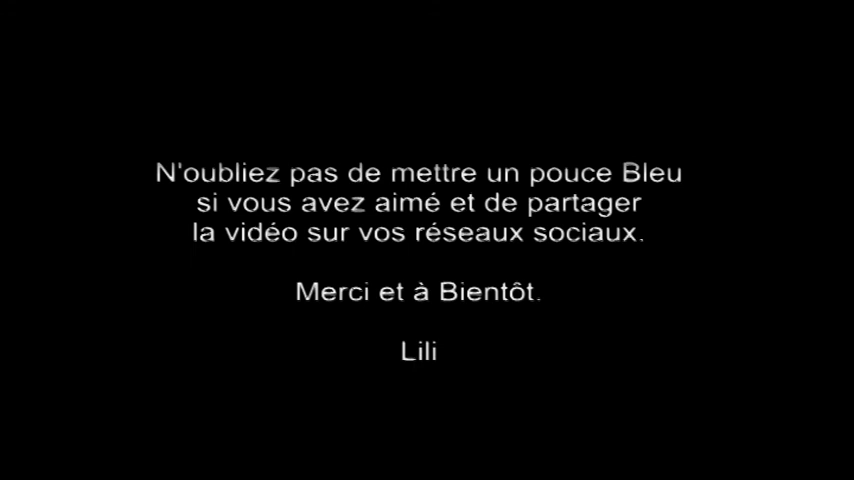 N'oubliez pas de mettre un pouce Bleu
si vous avez aimé et de partager
la vidéo sur vos réseaux sociaux.
Merci et à Bientôt.
Lili